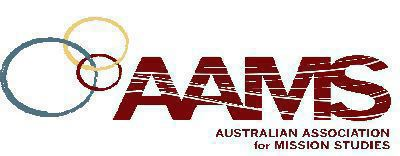 AAMS
AUSTRALIAN ASSOCIATION
for MISSION STUDIES